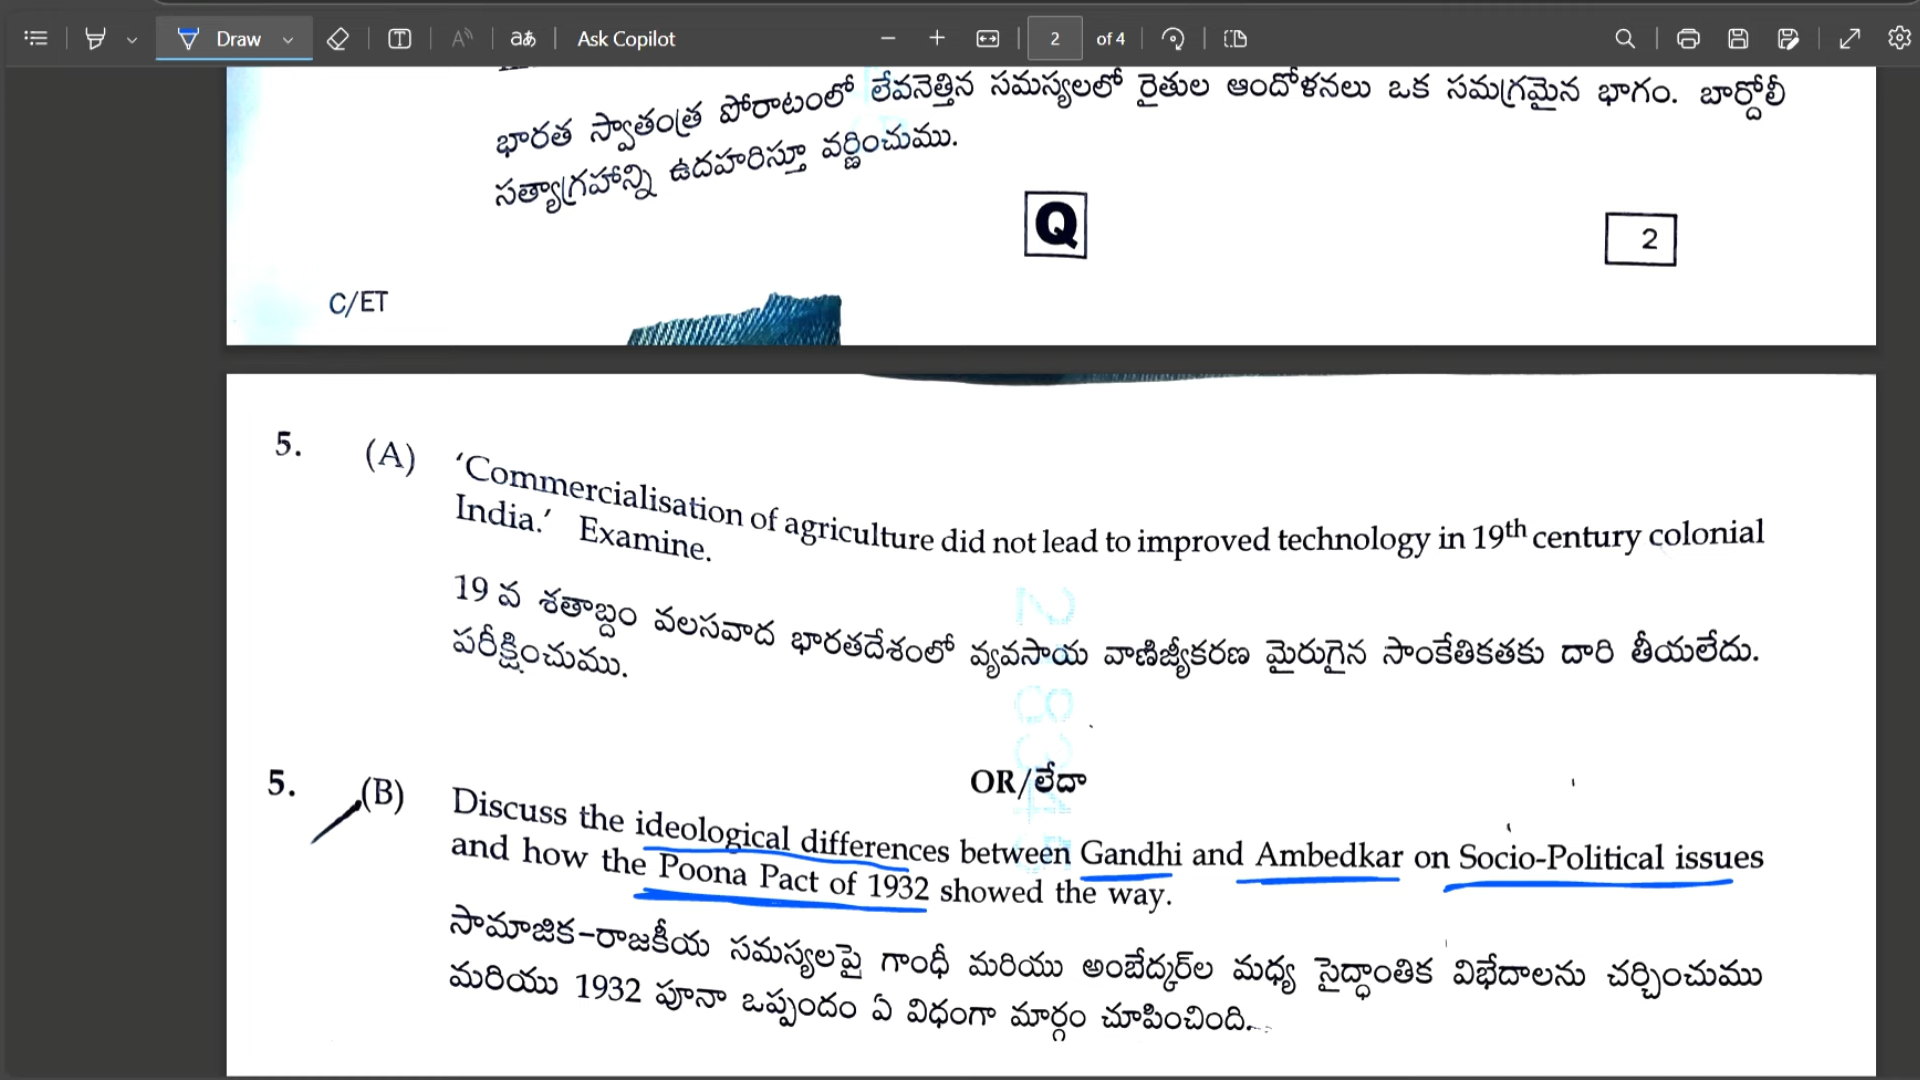 Draw
aあ
Ask Copilot
2
of 4
భారత స్వాతంత్ర పోరాటంలో లేవనెత్తిన సమస్యలలో రైతుల ఆందోళనలు ఒక సమగ్రమైన భాగం. బార్డోలీ
సత్యాగ్రహాన్ని ఉదహరిస్తూ వర్ణించుము.
Q
2
C/ET
5. (A) 'Commercialisation of agriculture did not lead to improved technology in 19th century colonial
India.' Examine.
19 వ శతాబ్దం వలసవాద భారతదేశంలో వ్యవసాయ వాణిజ్యీకరణ మైరుగైన సాంకేతికతకు దారి తీయలేదు.
పరీక్షించుము.
OR/లేదా
5. (B) Discuss the ideological differences between Gandhi and Ambedkar on Socio-Political issues
and how the Poona Pact of 1932 showed the way.
సామాజిక-రాజకీయ సమస్యలపై గాంధీ మరియు అంబేద్కర్‌ల మధ్య సైద్ధాంతిక విభేదాలను చర్చించుము
మరియు 1932 పూనా ఒప్పందం ఏ విధంగా మార్గం చూపించింది.